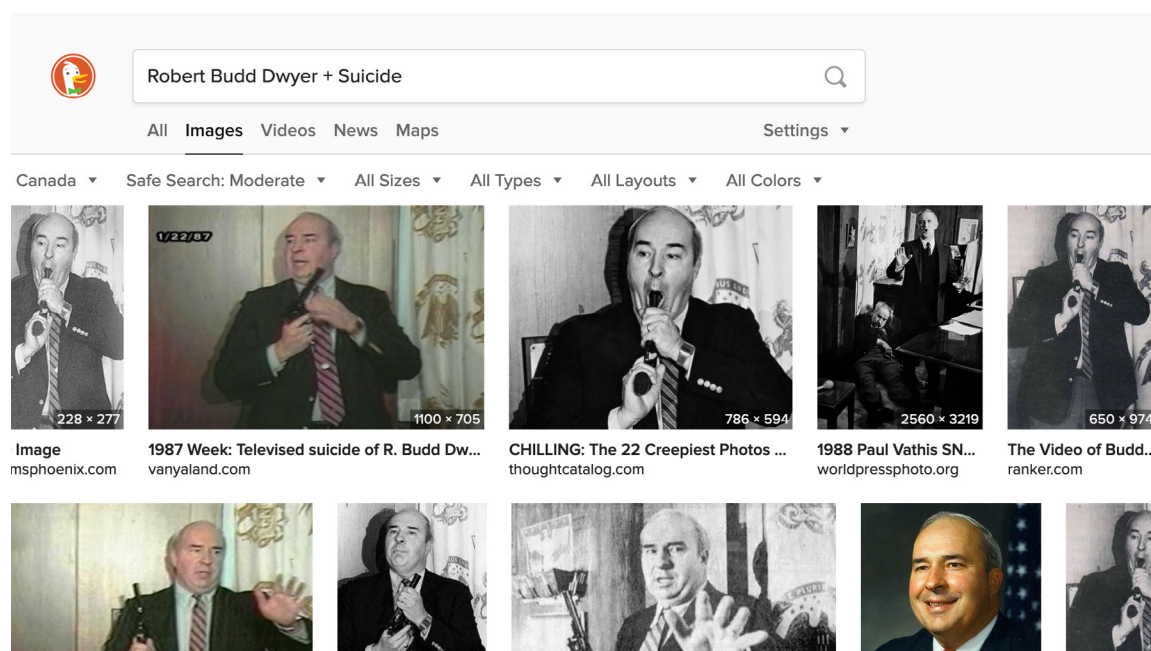 Robert Budd Dwyer + Suicide
All Images Videos News Maps Settings
Canada Safe Search: Moderate All Sizes All Types All Layouts All Colors
1/22/87
228 × 277 1100 × 705 786 × 594 2560 × 3219 650 × 974
Image 1987 Week: Televised suicide of R. Budd Dw... CHILLING: The 22 Creepiest Photos ... 1988 Paul Vathis SN... The Video of Budd..
msphoenix.com vanyaland.com thoughtcatalog.com worldpressphoto.org ranker.com